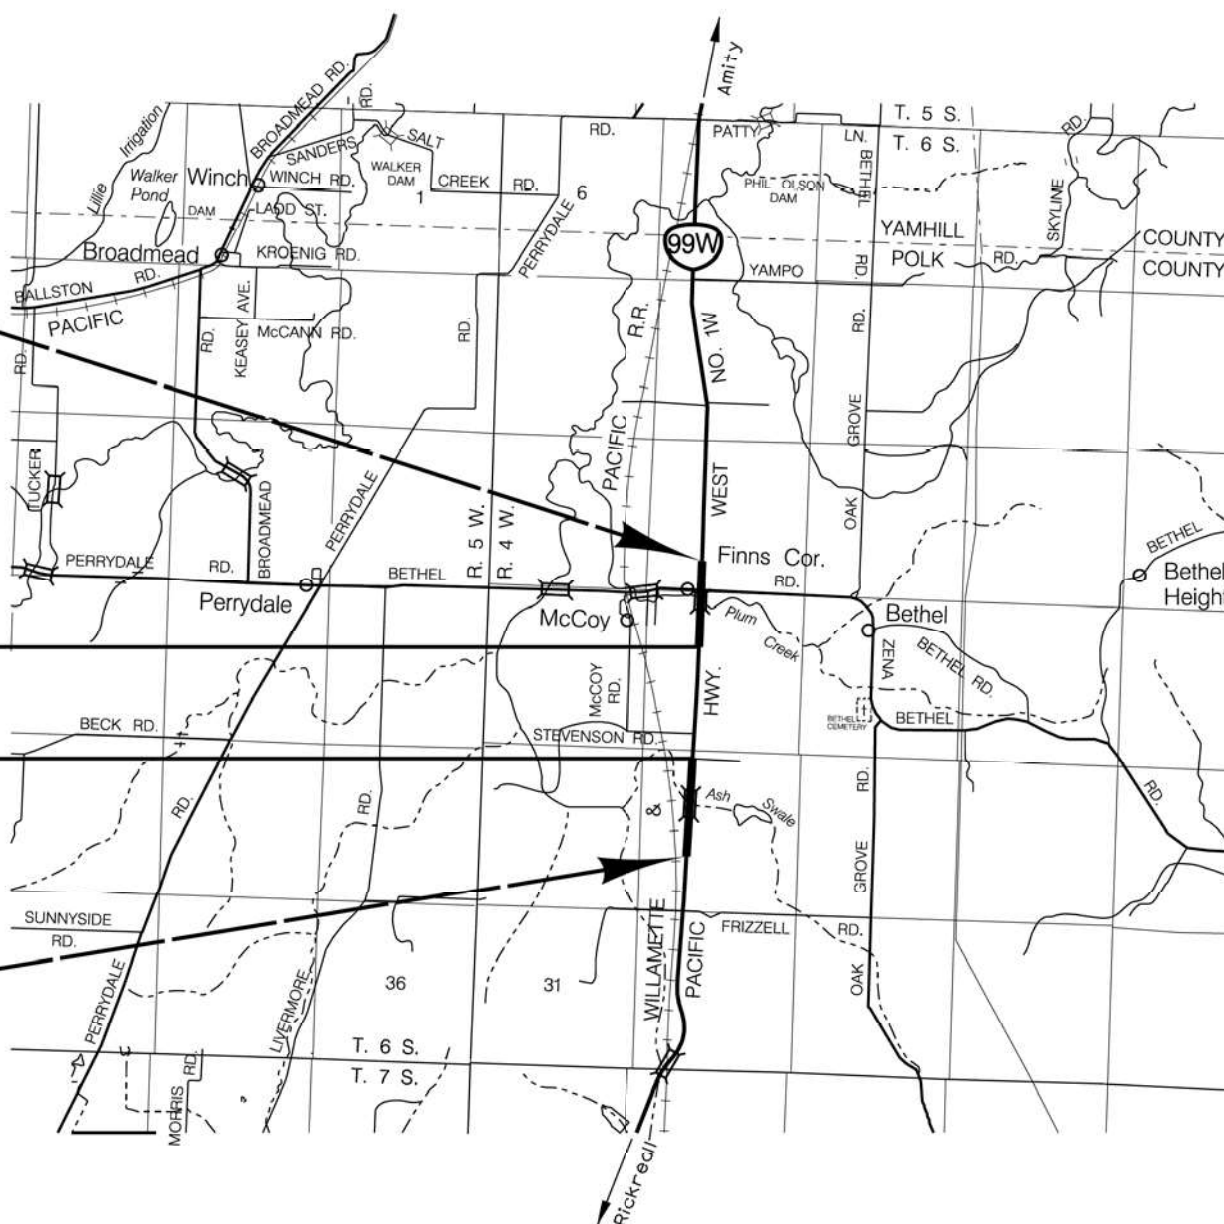 Amity
BROADMEAD RD.
RD.
Irrigation
Lillie
SANDERS
SALT
RD.
PATTY
LN.
T. 5 S.
T. 6 S.
RD.
Walker
Pond
Winch
WINCH RD.
WALKER
DAM
1
CREEK RD.
6
BETHEL
PHIL OLSON
DAM
SKYLINE
DAM
LADD ST.
PERRYDALE
99W
YAMHILL
COUNTY
POLK
RD.
COUNTY
Broadmead
KROENIG RD.
YAMPO
RD.
BALLSTON
RD.
PACIFIC
KEASEY AVE.
McCANN RD.
RD.
RD.
RD.
R.R.
NO. 1W
RD.
GROVE
PACIFIC
TUCKER
BROADMEAD
PERRYDALE
R. 5 W.
R. 4 W.
WEST
OAK
BETHEL
Finns Cor.
PERRYDALE
RD.
BETHEL
RD.
Bethel
Height
Perrydale
McCoy
Plum
Creek
Bethel
ZENA
BETHEL RD.
McCOY
RD.
HWY.
BETHEL
CEMETERY
BETHEL
BECK RD.
STEVENSON RD.
RD.
RD.
&
Ash
Swale
RD.
RD.
GROVE
SUNNYSIDE
RD.
WILLAMETTE
PACIFIC
FRIZZELL
RD.
OAK
PERRYDALE
LIVERMORE
36
31
T. 6 S.
T. 7 S.
MORRIS
RD.
Rickreall